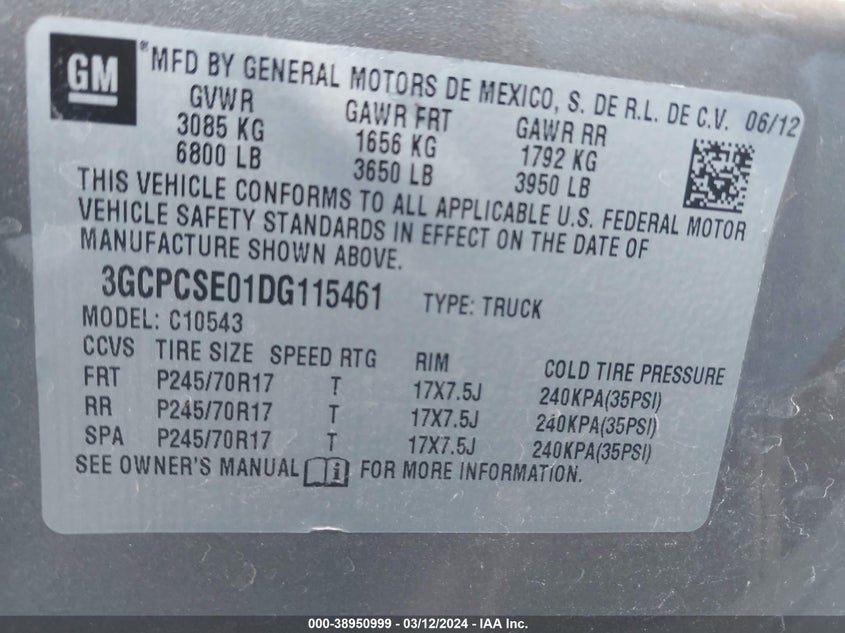 GM
®MFD BY GENERAL MOTORS DE MEXICO, S. DE R.L. DE C.V. 06/12
GVWR GAWR FRT GAWR RR
3085 KG 1656 KG 1792 KG
6800 LB 3650 LB 3950 LB
THIS VEHICLE CONFORMS TO ALL APPLICABLE U.S. FEDERAL MOTOR
VEHICLE SAFETY STANDARDS IN EFFECT ON THE DATE OF
MANUFACTURE SHOWN ABOVE.
3GCPCSE01DG115461 TYPE: TRUCK
MODEL: C10543
CCVS TIRE SIZE SPEED RTG RIM COLD TIRE PRESSURE
FRT P245/70R17 T 17X7.5J 240KPA(35PSI)
RR P245/70R17 T 17X7.5J 240KPA(35PSI)
SPA P245/70R17 T 17X7.5J 240KPA(35PSI)
SEE OWNER'S MANUAL i FOR MORE INFORMATION.
000-38950999 - 03/12/2024 - IAA Inc.